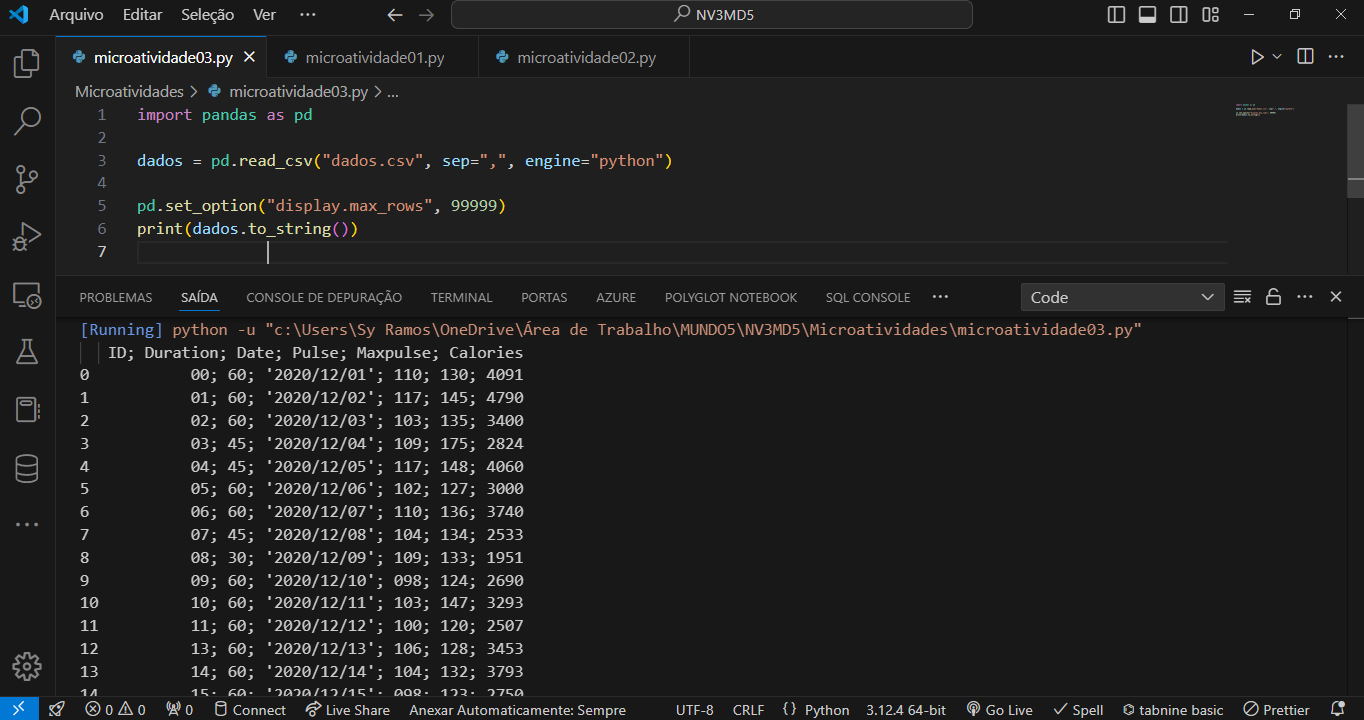 Arquivo Editar Seleção Ver ··· NV3MD5
microatividade03.py microatividade01.py microatividade02.py
Microatividades > microatividade03.py > ...
1 import pandas as pd
2
3 dados = pd.read_csv("dados.csv", sep=",", engine="python")
4
5 pd.set_option("display.max_rows", 99999)
6 print(dados.to_string())
7
PROBLEMAS SAÍDA CONSOLE DE DEPURAÇÃO TERMINAL PORTAS AZURE POLYGLOT NOTEBOOK SQL CONSOLE ··· Code
[Running] python -u "c:\Users\Sy Ramos\OneDrive\Área de Trabalho\MUNDO5\NV3MD5\Microatividades\microatividade03.py"
ID; Duration; Date; Pulse; Maxpulse; Calories
0 00; 60; '2020/12/01'; 110; 130; 4091
1 01; 60; '2020/12/02'; 117; 145; 4790
2 02; 60; '2020/12/03'; 103; 135; 3400
3 03; 45; '2020/12/04'; 109; 175; 2824
4 04; 45; '2020/12/05'; 117; 148; 4060
5 05; 60; '2020/12/06'; 102; 127; 3000
6 06; 60; '2020/12/07'; 110; 136; 3740
7 07; 45; '2020/12/08'; 104; 134; 2533
8 08; 30; '2020/12/09'; 109; 133; 1951
9 09; 60; '2020/12/10'; 098; 124; 2690
10 10; 60; '2020/12/11'; 103; 147; 3293
11 11; 60; '2020/12/12'; 100; 120; 2507
12 13; 60; '2020/12/13'; 106; 128; 3453
13 14; 60; '2020/12/14'; 104; 132; 3793
14 15; 60; '2020/12/15'; 098; 123; 2750
0 0 0 Connect Live Share Anexar Automaticamente: Sempre UTF-8 CRLF {} Python 3.12.4 64-bit Go Live Spell tabnine basic Prettier